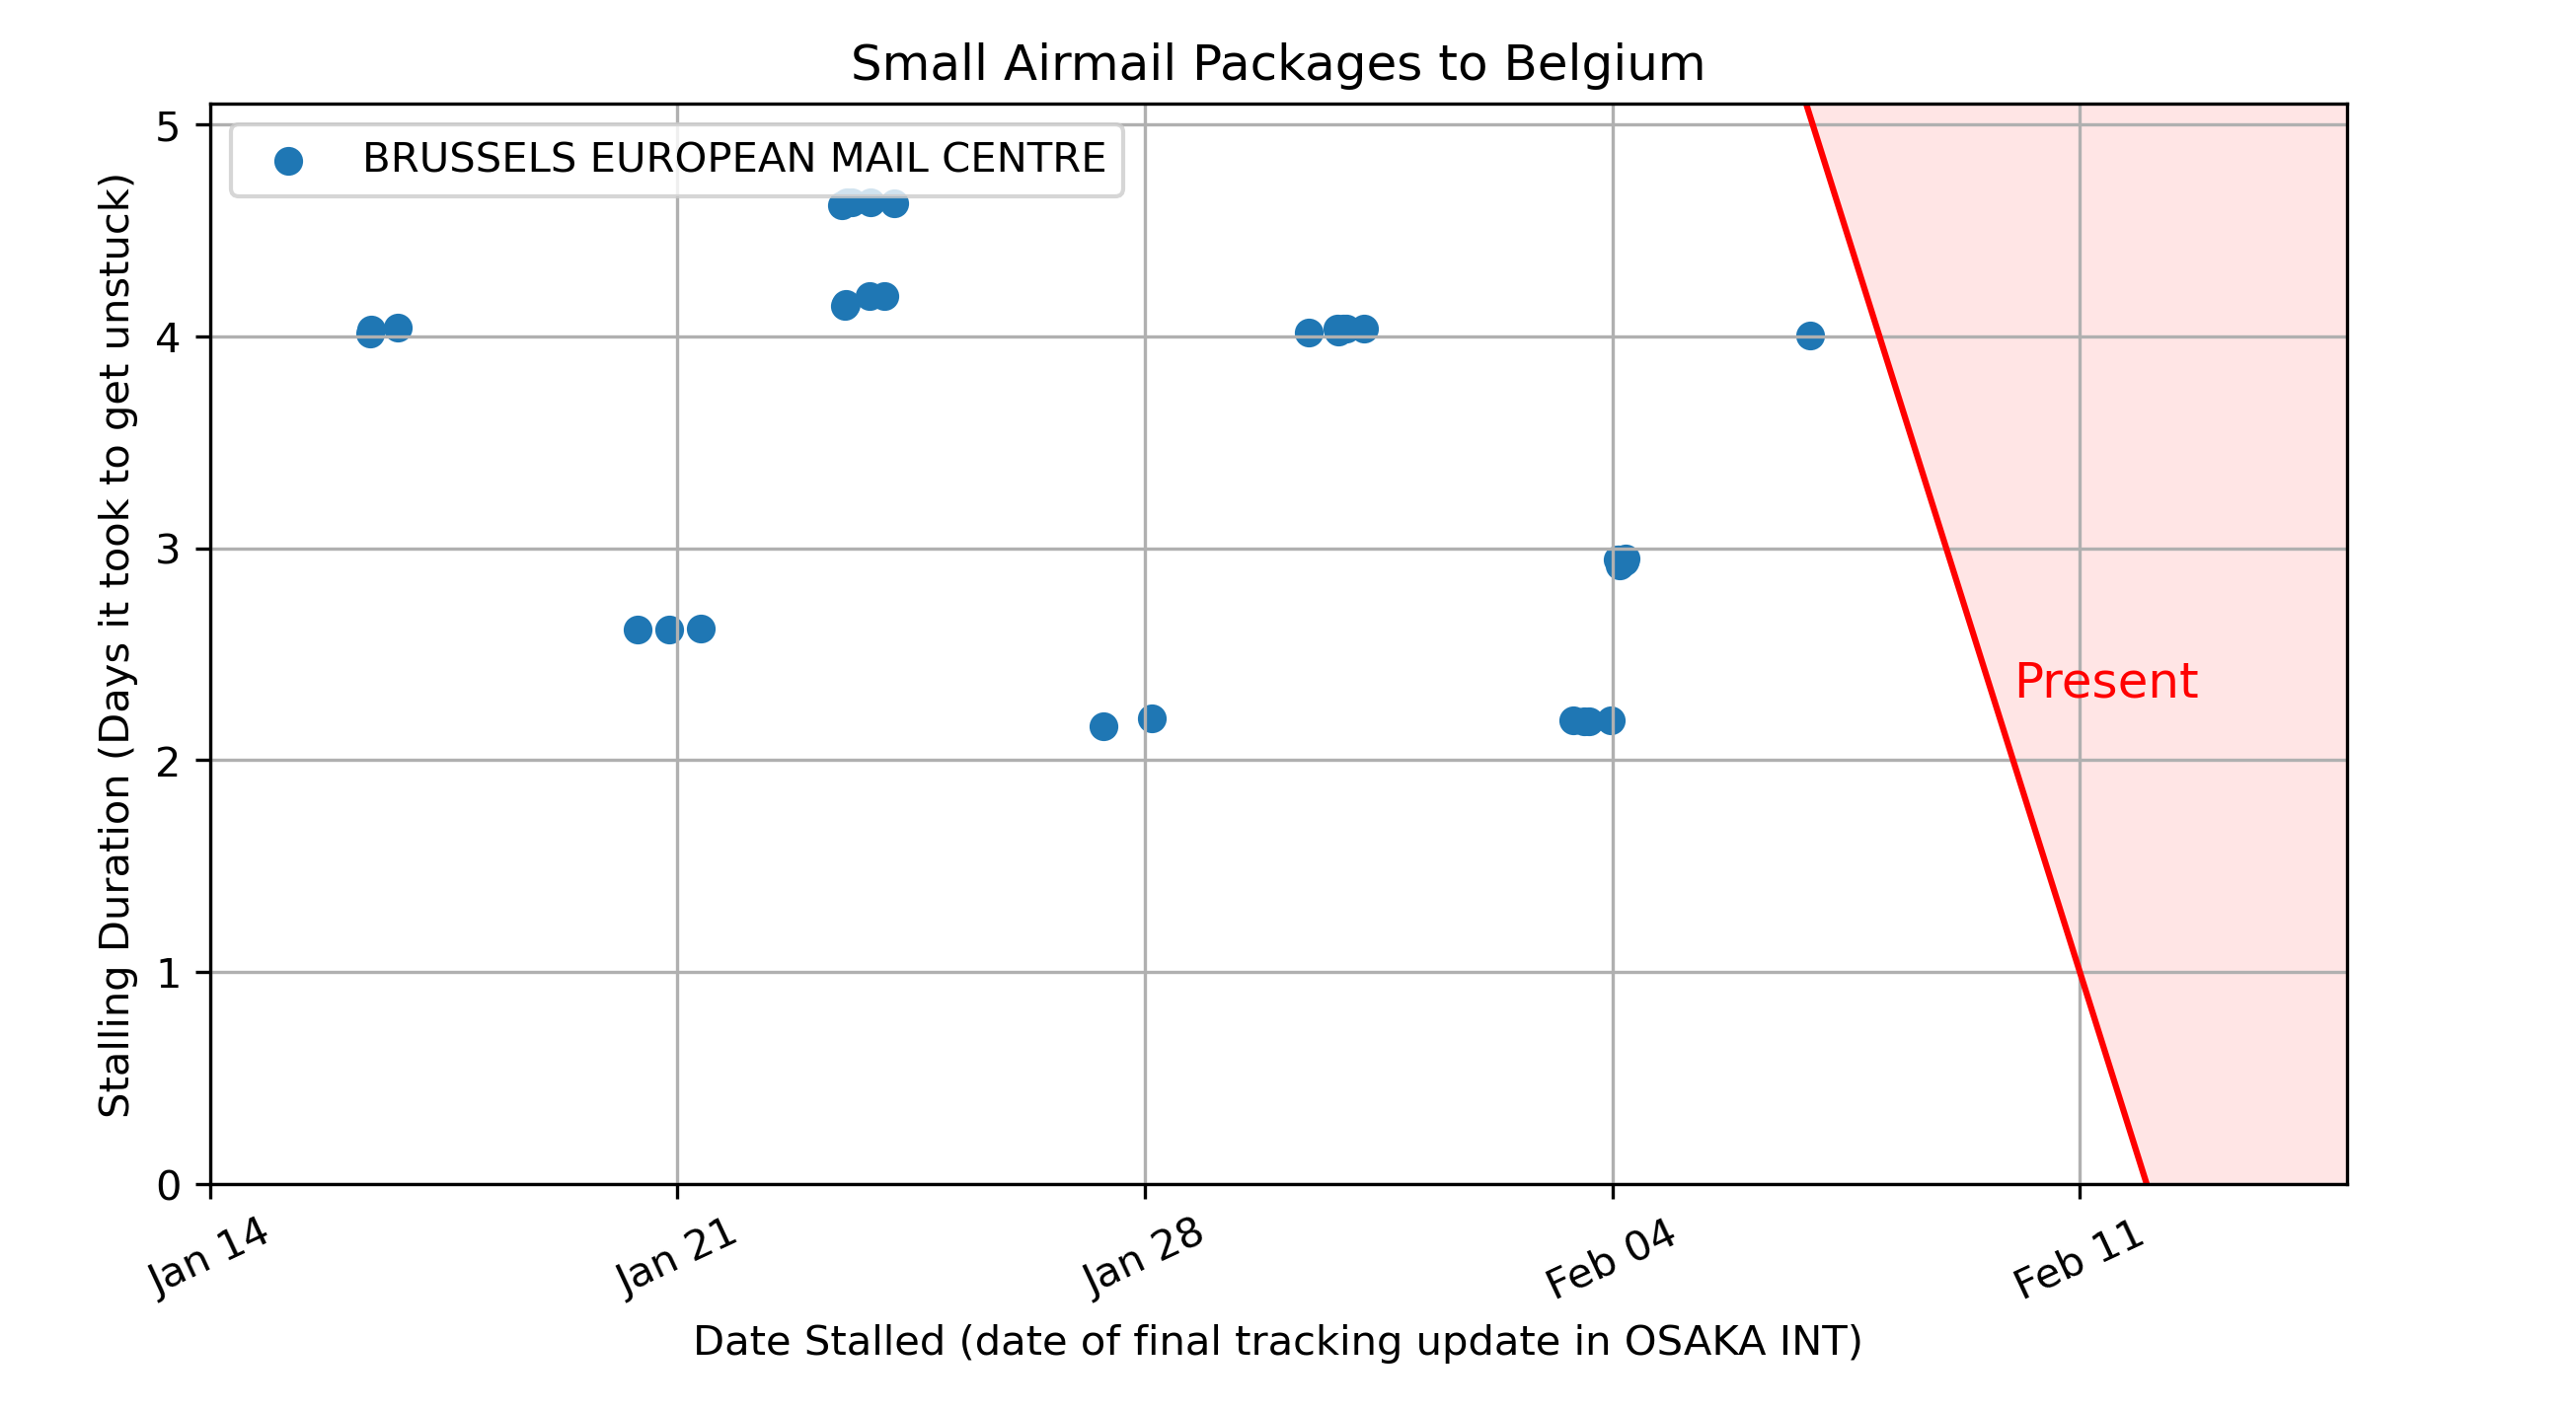 Small Airmail Packages to Belgium
BRUSSELS EUROPEAN MAIL CENTRE
Stalling Duration (Days it took to get unstuck)
5
4
3
2
1
0
Present
Jan 14
Jan 21
Jan 28
Feb 04
Feb 11
Date Stalled (date of final tracking update in OSAKA INT)